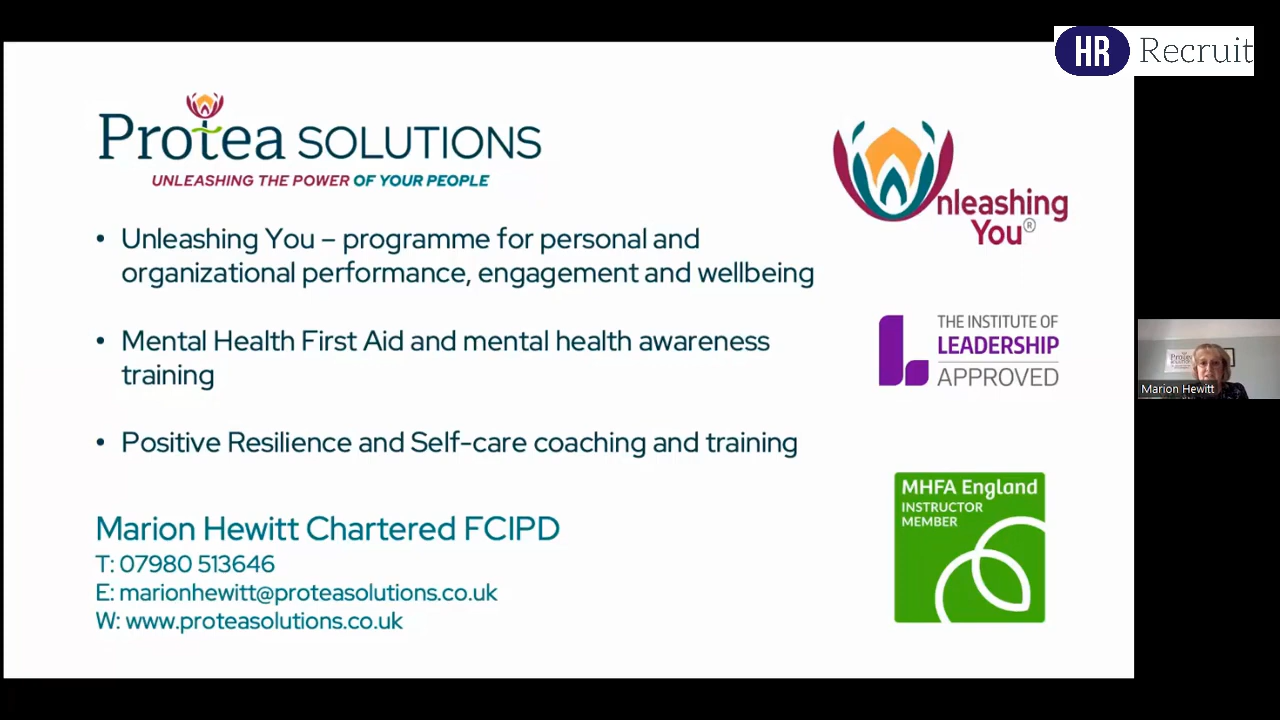 HR Recruit
Protea SOLUTIONS
UNLEASHING THE POWER OF YOUR PEOPLE
Unleashing You®
• Unleashing You – programme for personal and
organizational performance, engagement and wellbeing
• Mental Health First Aid and mental health awareness
training
• Positive Resilience and Self-care coaching and training
THE INSTITUTE OF
LEADERSHIP
APPROVED
MHFA England
INSTRUCTOR
MEMBER
Marion Hewitt Chartered FCIPD
T: 07980 513646
E: marionhewitt@proteasolutions.co.uk
W: www.proteasolutions.co.uk
Protea
Marion Hewitt